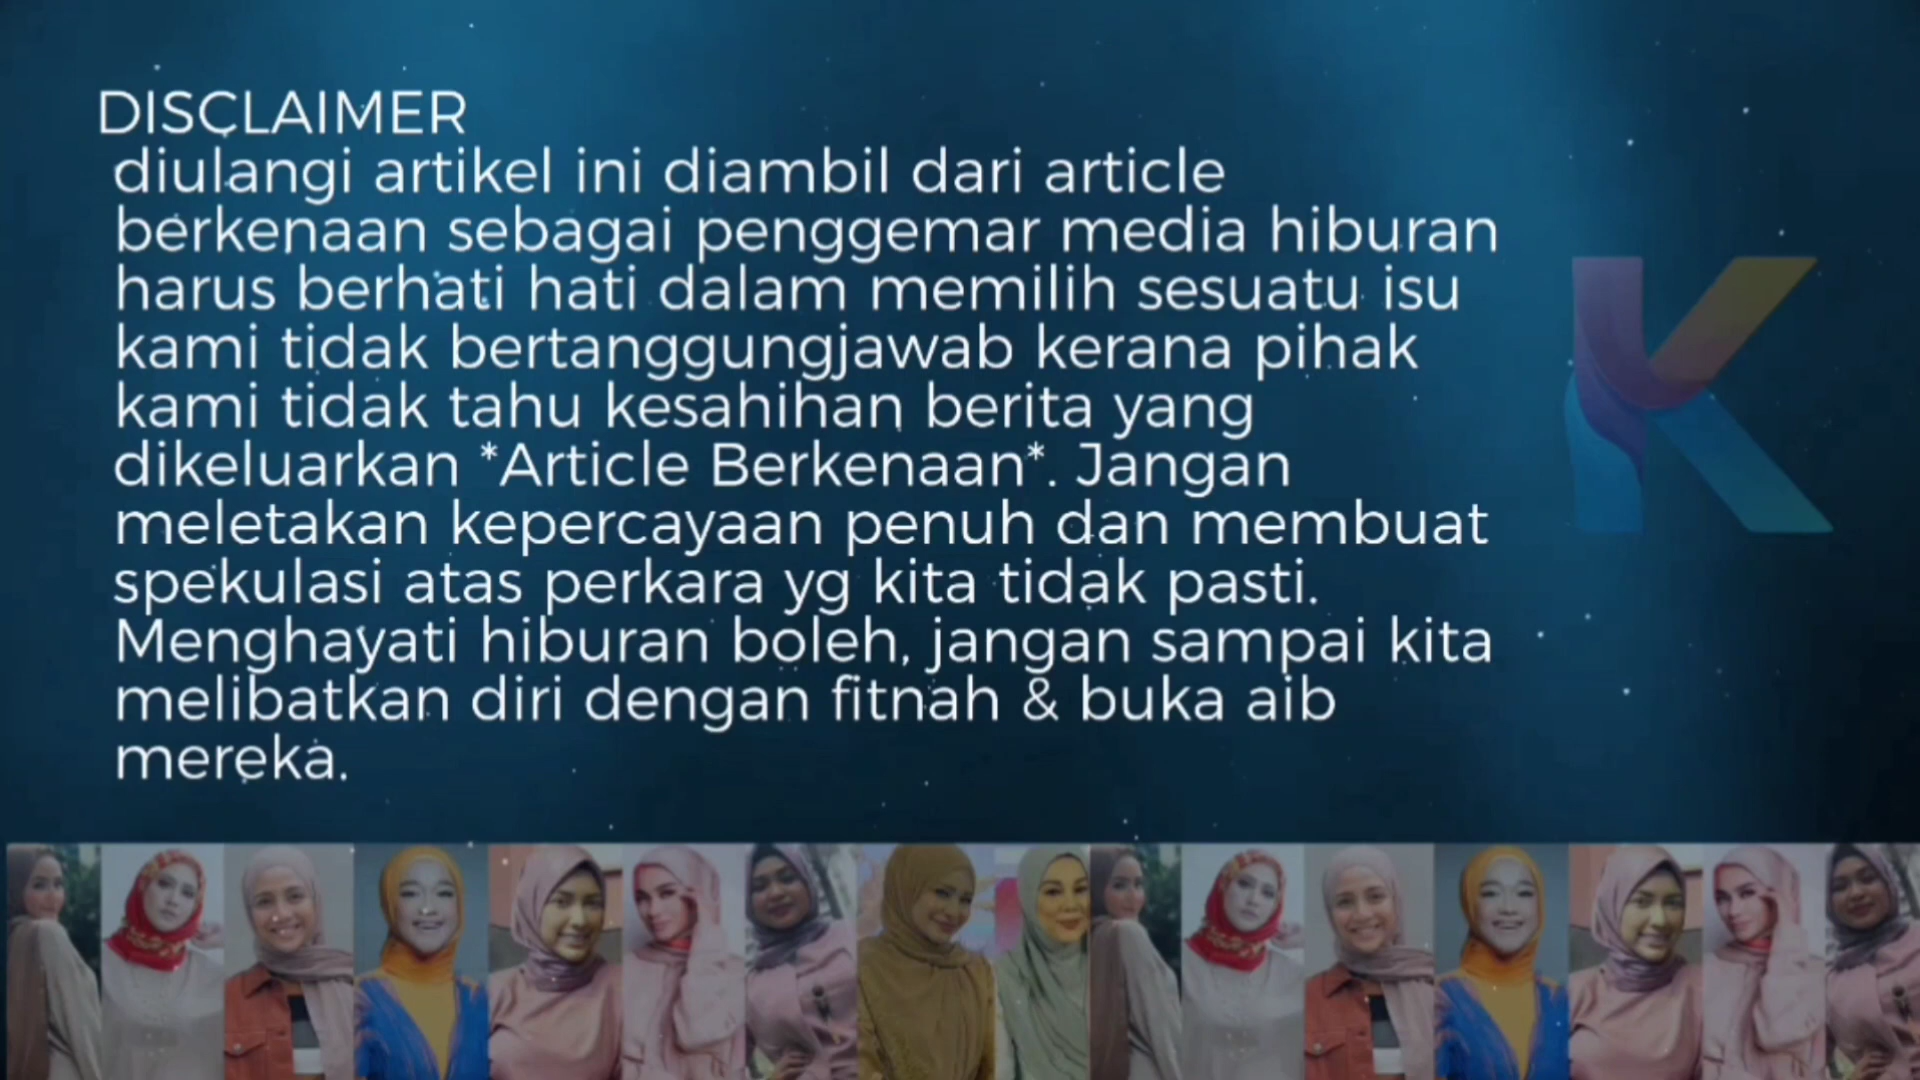 DISCLAIMER
diulangi artikel ini diambil dari article
berkenaan sebagai penggemar media hiburan
harus berhati hati dalam memilih sesuatu isu
kami tidak bertanggungjawab kerana pihak
kami tidak tahu kesahihan berita yang
dikeluarkan *Article Berkenaan*. Jangan
meletakan kepercayaan penuh dan membuat
spekulasi atas perkara yg kita tidak pasti.
Menghayati hiburan boleh, jangan sampai kita
melibatkan diri dengan fitnah & buka aib
mereka.
K